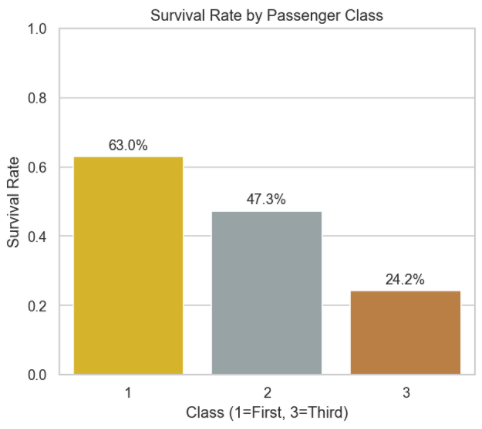 Survival Rate by Passenger Class
1.0
0.8
0.6
0.4
0.2
0.0
Survival Rate
63.0%
47.3%
24.2%
1 2 3
Class (1=First, 3=Third)